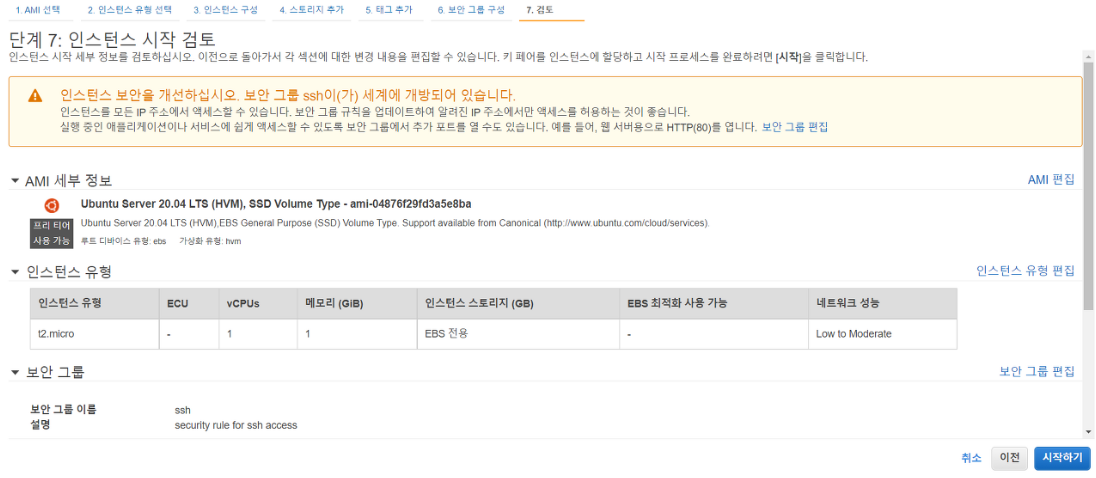 1. AMI 선택 2. 인스턴스 유형 선택 3. 인스턴스 구성 4. 스토리지 추가 5. 태그 추가 6. 보안 그룹 구성 7. 검토
단계 7: 인스턴스 시작 검토
인스턴스 시작 세부 정보를 검토하십시오. 이전으로 돌아가서 각 섹션에 대한 변경 내용을 편집할 수 있습니다. 키 페어를 인스턴스에 할당하고 시작 프로세스를 완료하려면 [시작]을 클릭합니다.
인스턴스 보안을 개선하십시오. 보안 그룹 ssh이(가) 세계에 개방되어 있습니다.
인스턴스를 모든 IP 주소에서 액세스할 수 있습니다. 보안 그룹 규칙을 업데이트하여 알려진 IP 주소에서만 액세스를 허용하는 것이 좋습니다.
실행 중인 애플리케이션이나 서비스에 쉽게 액세스할 수 있도록 보안 그룹에서 추가 포트를 열 수도 있습니다. 예를 들어, 웹 서버용으로 HTTP(80)를 엽니다. 보안 그룹 편집
AMI 세부 정보 AMI 편집
Ubuntu Server 20.04 LTS (HVM), SSD Volume Type - ami-04876f29fd3a5e8ba
프리 티어
사용 가능
Ubuntu Server 20.04 LTS (HVM),EBS General Purpose (SSD) Volume Type. Support available from Canonical (http://www.ubuntu.com/cloud/services).
루트 디바이스 유형: ebs 가상화 유형: hvm
인스턴스 유형 인스턴스 유형 편집
인스턴스 유형 ECU vCPUs 메모리 (GiB) 인스턴스 스토리지 (GB) EBS 최적화 사용 가능 네트워크 성능
t2.micro - 1 1 EBS 전용 - Low to Moderate
보안 그룹 보안 그룹 편집
보안 그룹 이름 ssh
설명 security rule for ssh access
취소 이전 시작하기